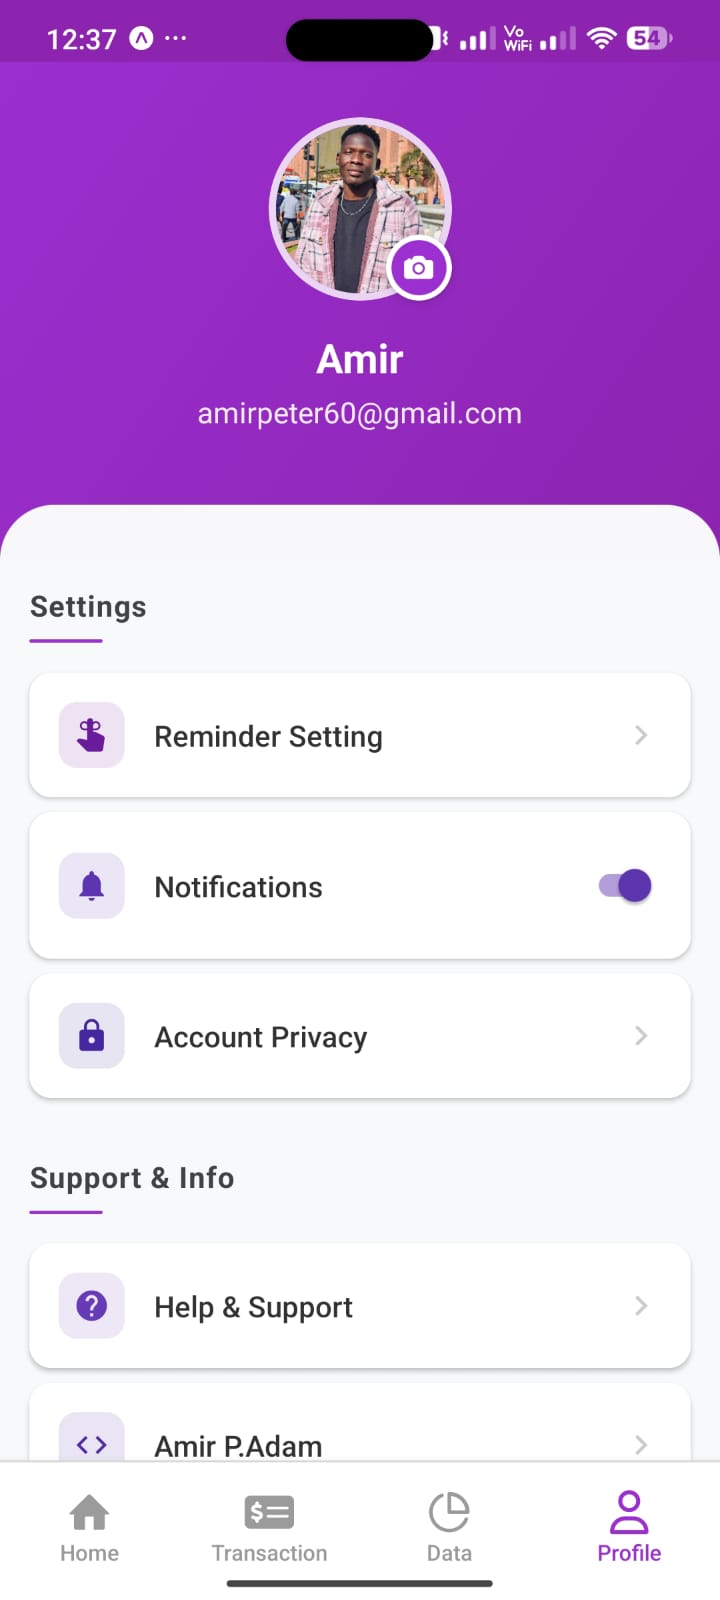 12:37
Vo
WiFi
54
Amir
amirpeter60@gmail.com
Settings
Reminder Setting
Notifications
Account Privacy
Support & Info
Help & Support
Amir P.Adam
Home
Transaction
Data
Profile